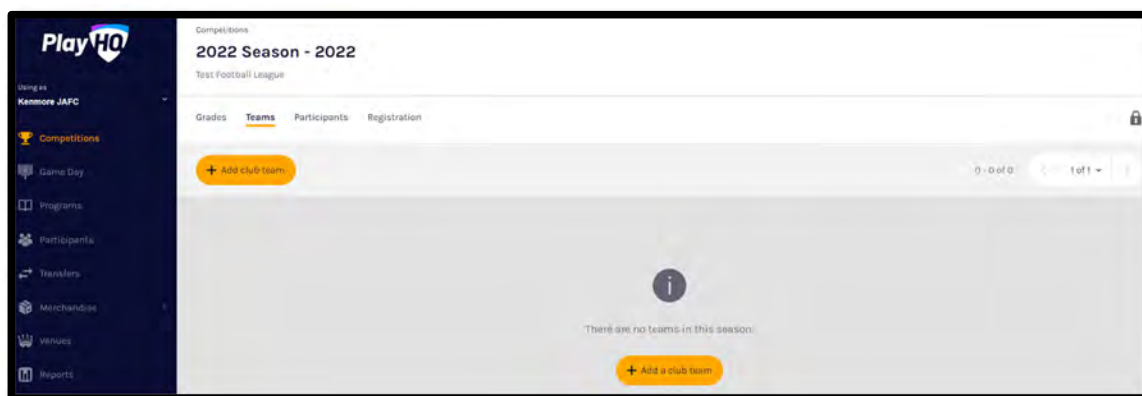 PlayHQ
Using as
Kenmore JAFC
Competitions
Game Day
Programs
Participants
Transfers
Merchandise
Venues
Reports
Competitions
2022 Season - 2022
Test Football League
Grades Teams Participants Registration
+ Add club team
0 - 0 of 0
1 of 1
i
There are no teams in this season.
+ Add a club team